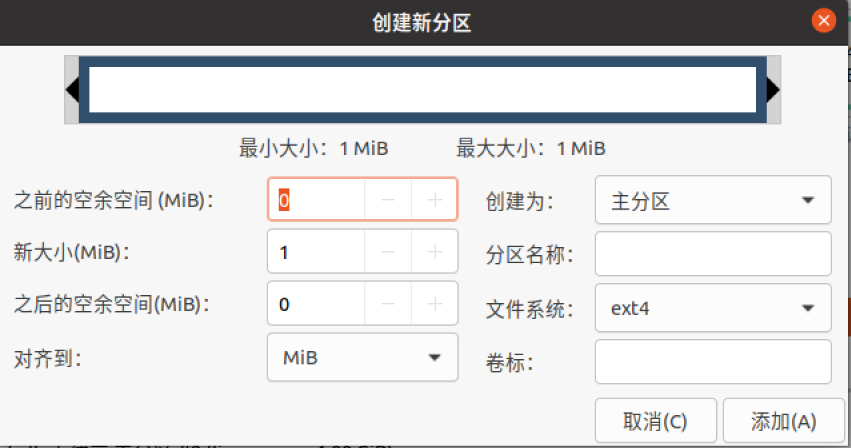 创建新分区
最小大小：1 MiB 最大大小：1 MiB
之前的空余空间 (MiB)： 0
创建为： 主分区
新大小(MiB)： 1
分区名称：
之后的空余空间(MiB)： 0
文件系统： ext4
对齐到： MiB
卷标：
取消(C) 添加(A)